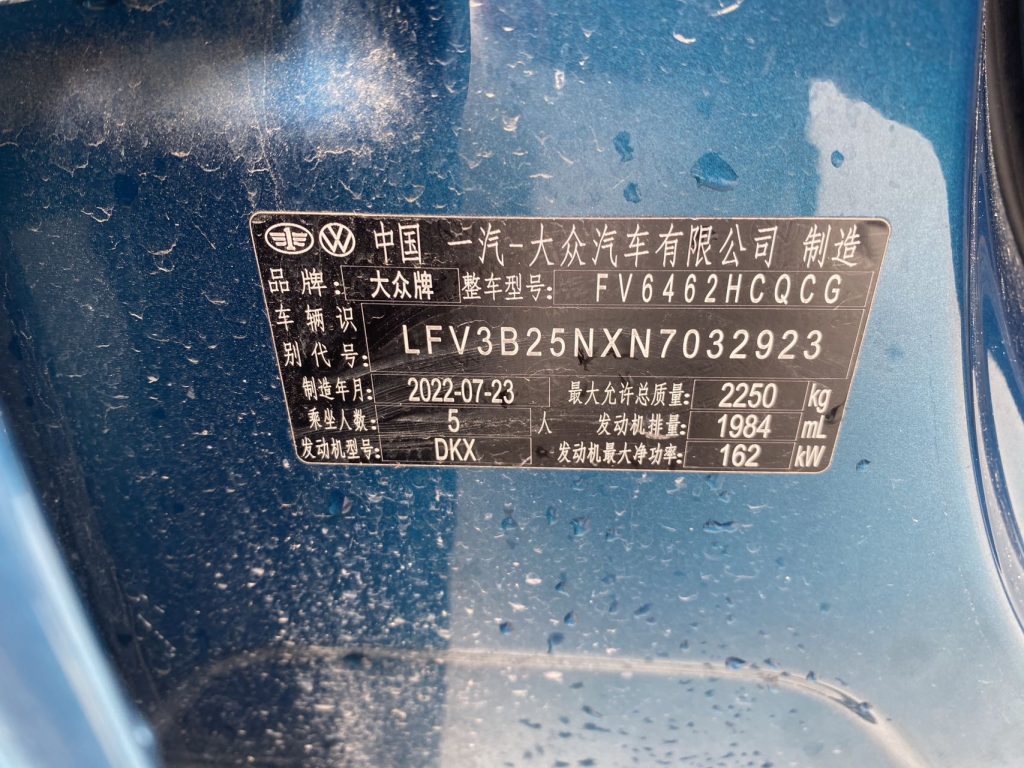 中国 一汽-大众汽车有限公司 制造
品牌: 大众牌 整车型号: FV6462HCQCG
车辆识别代号: LFV3B25NXN7032923
制造年月: 2022-07-23 最大允许总质量: 2250 kg
乘坐人数: 5 人 发动机排量: 1984 mL
发动机型号: DKX 发动机最大净功率: 162 kW